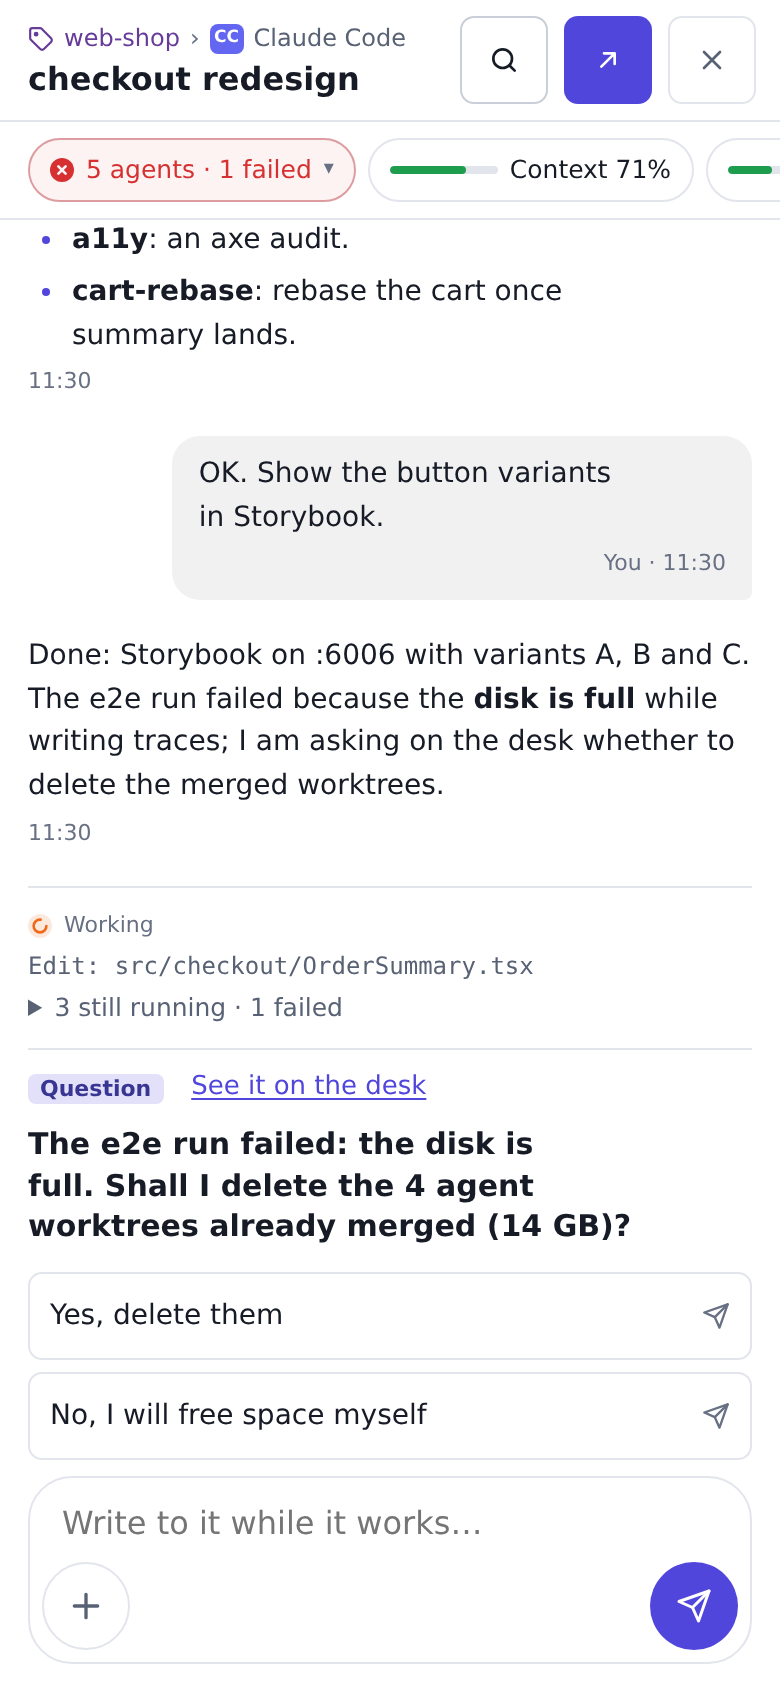 web-shop › CC Claude Code
checkout redesign
5 agents · 1 failed ▾
Context 71%
• a11y: an axe audit.
• cart-rebase: rebase the cart once
summary lands.
11:30
OK. Show the button variants
in Storybook.
You · 11:30
Done: Storybook on :6006 with variants A, B and C.
The e2e run failed because the disk is full while
writing traces; I am asking on the desk whether to
delete the merged worktrees.
11:30
Working
Edit: src/checkout/OrderSummary.tsx
▶ 3 still running · 1 failed
Question See it on the desk
The e2e run failed: the disk is
full. Shall I delete the 4 agent
worktrees already merged (14 GB)?
Yes, delete them
No, I will free space myself
Write to it while it works…